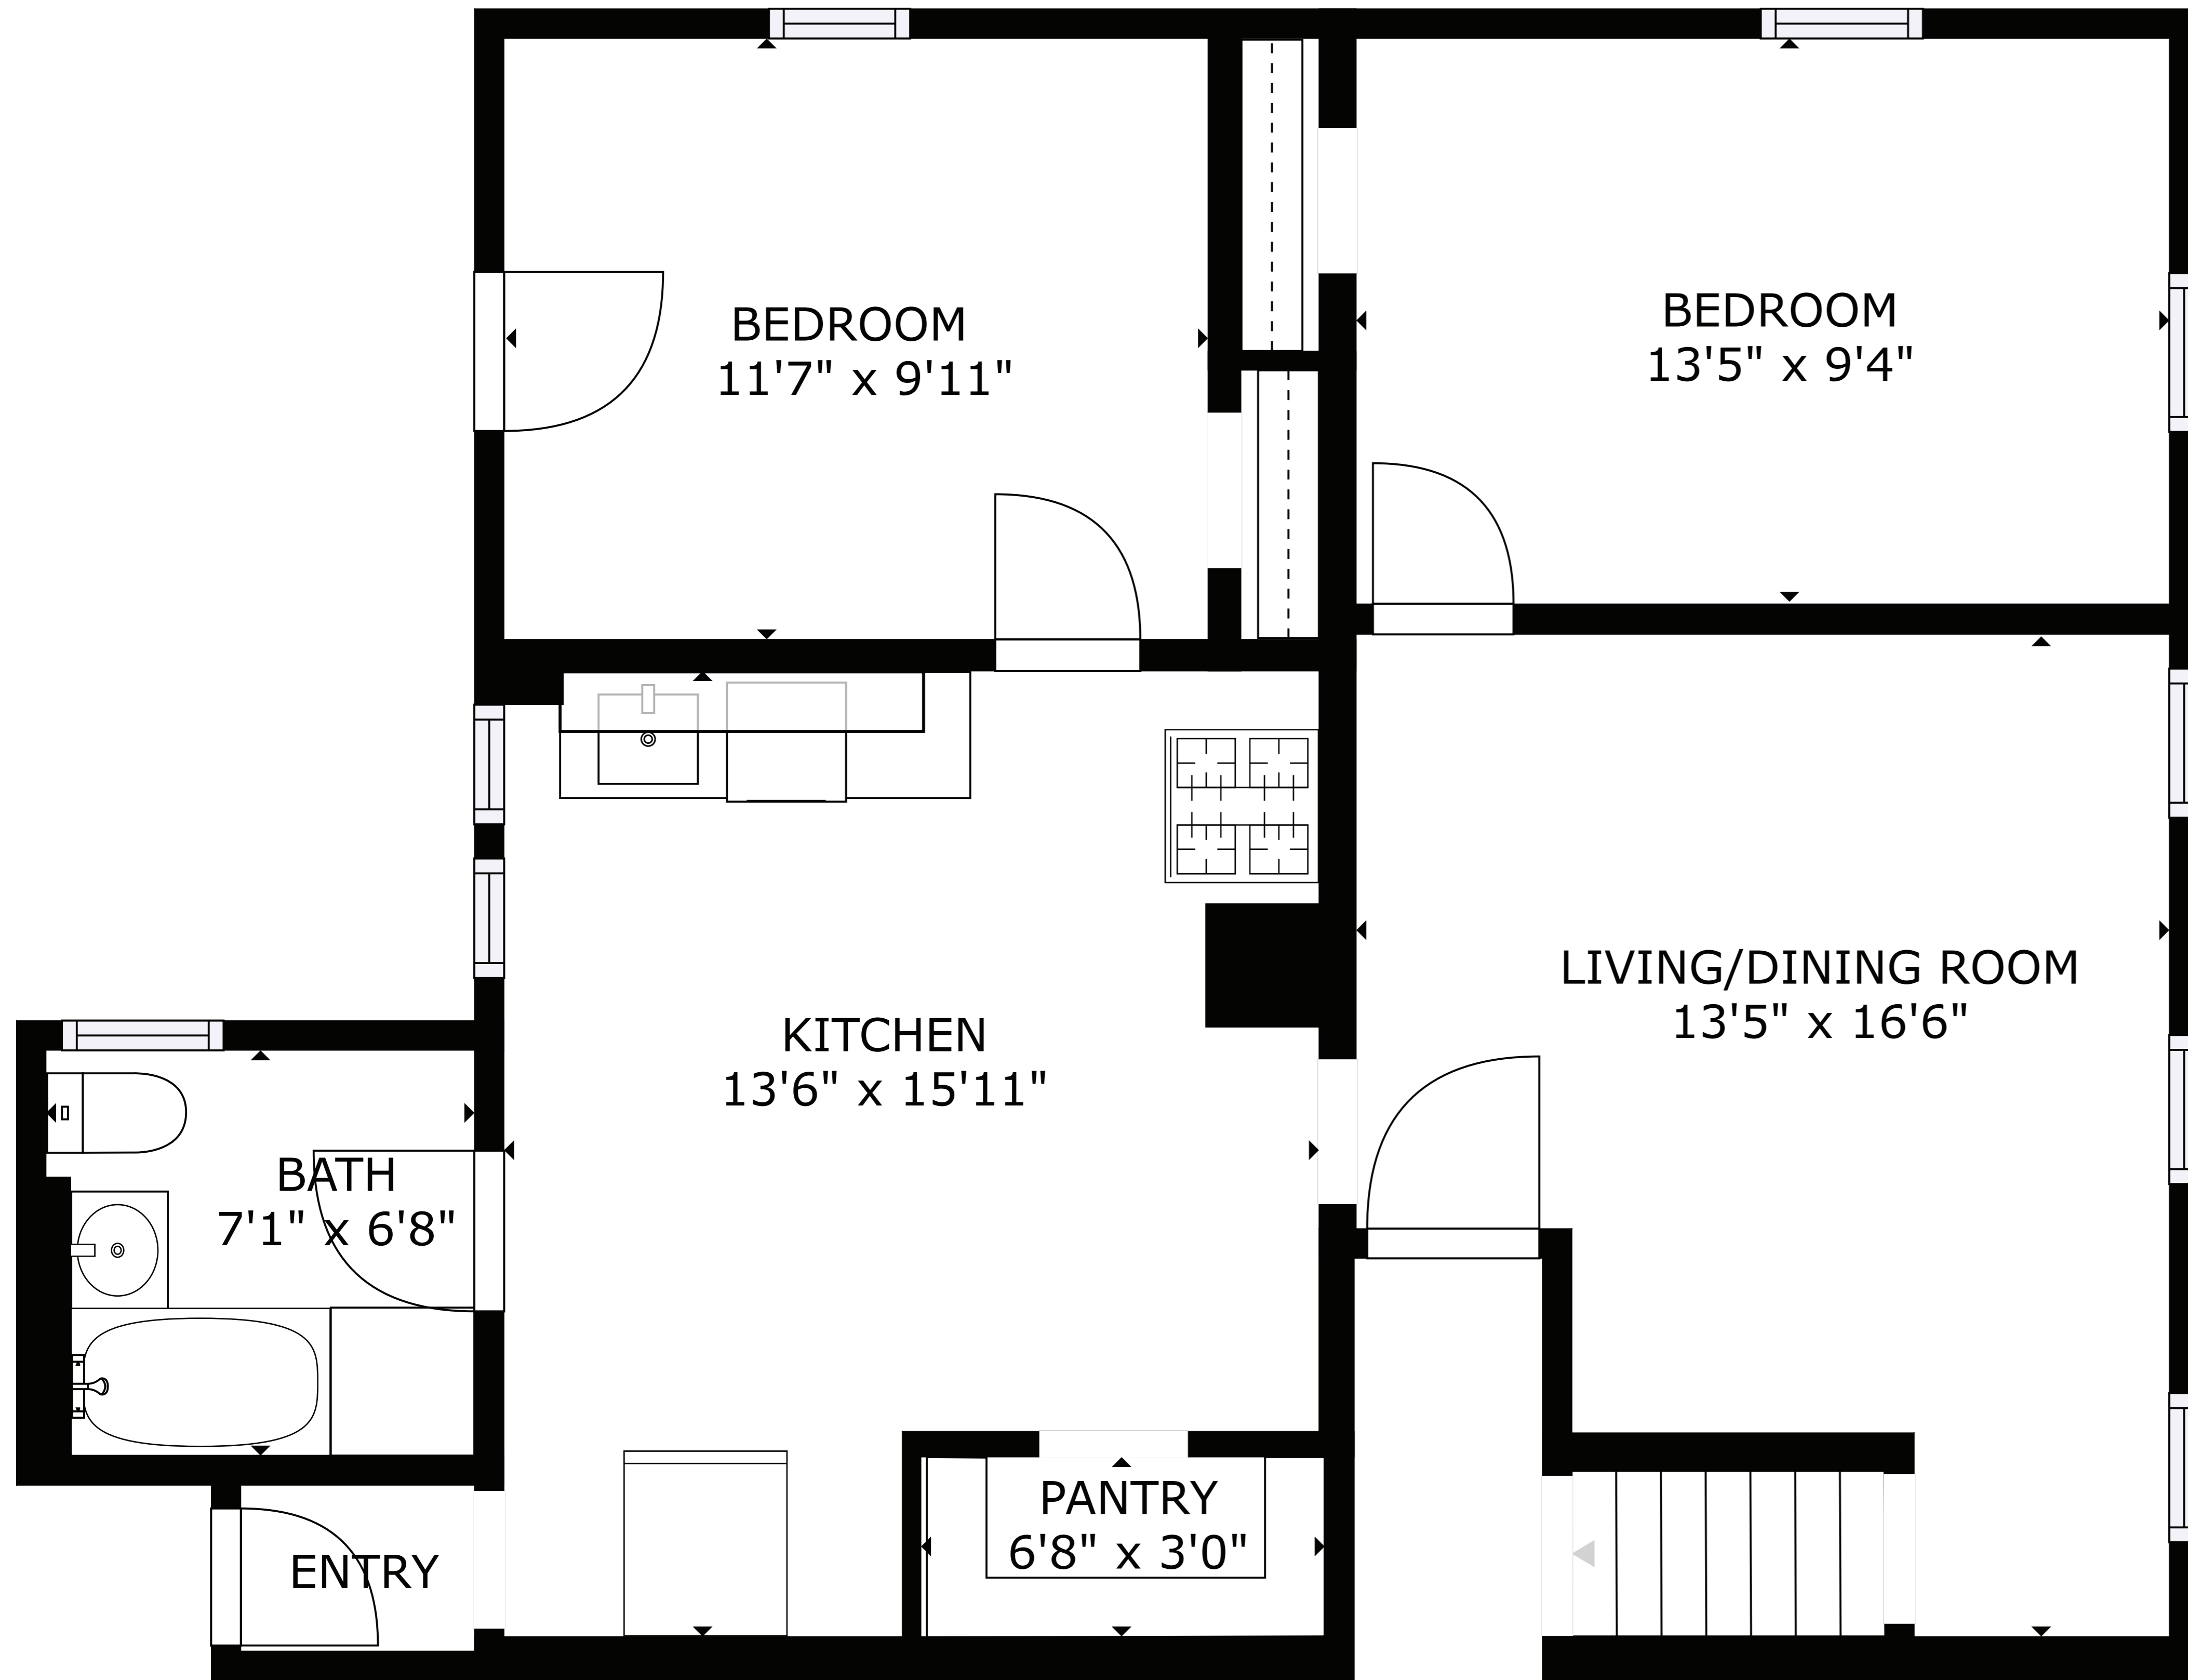 BEDROOM
11'7" x 9'11"
BEDROOM
13'5" x 9'4"
LIVING/DINING ROOM
13'5" x 16'6"
KITCHEN
13'6" x 15'11"
BATH
7'1" x 6'8"
PANTRY
6'8" x 3'0"
ENTRY